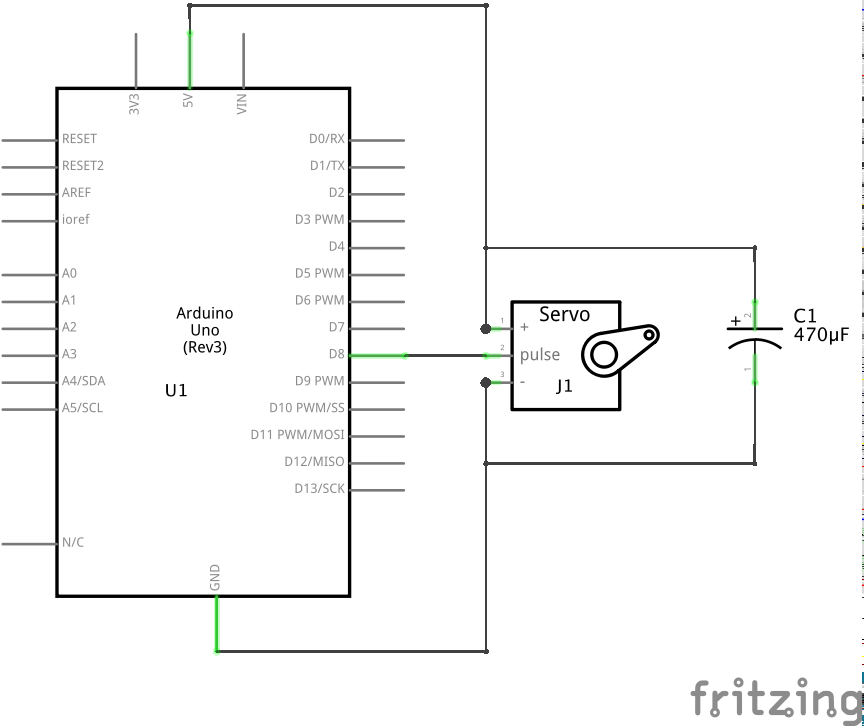 3V3
5V
VIN
RESET
RESET2
AREF
ioref
A0
A1
A2
A3
A4/SDA
A5/SCL
N/C
Arduino
Uno
(Rev3)
U1
D0/RX
D1/TX
D2
D3 PWM
D4
D5 PWM
D6 PWM
D7
D8
D9 PWM
D10 PWM/SS
D11 PWM/MOSI
D12/MISO
D13/SCK
GND
Servo
1
+
2
pulse
3
-
J1
+
2
1
C1
470μF
fritzing